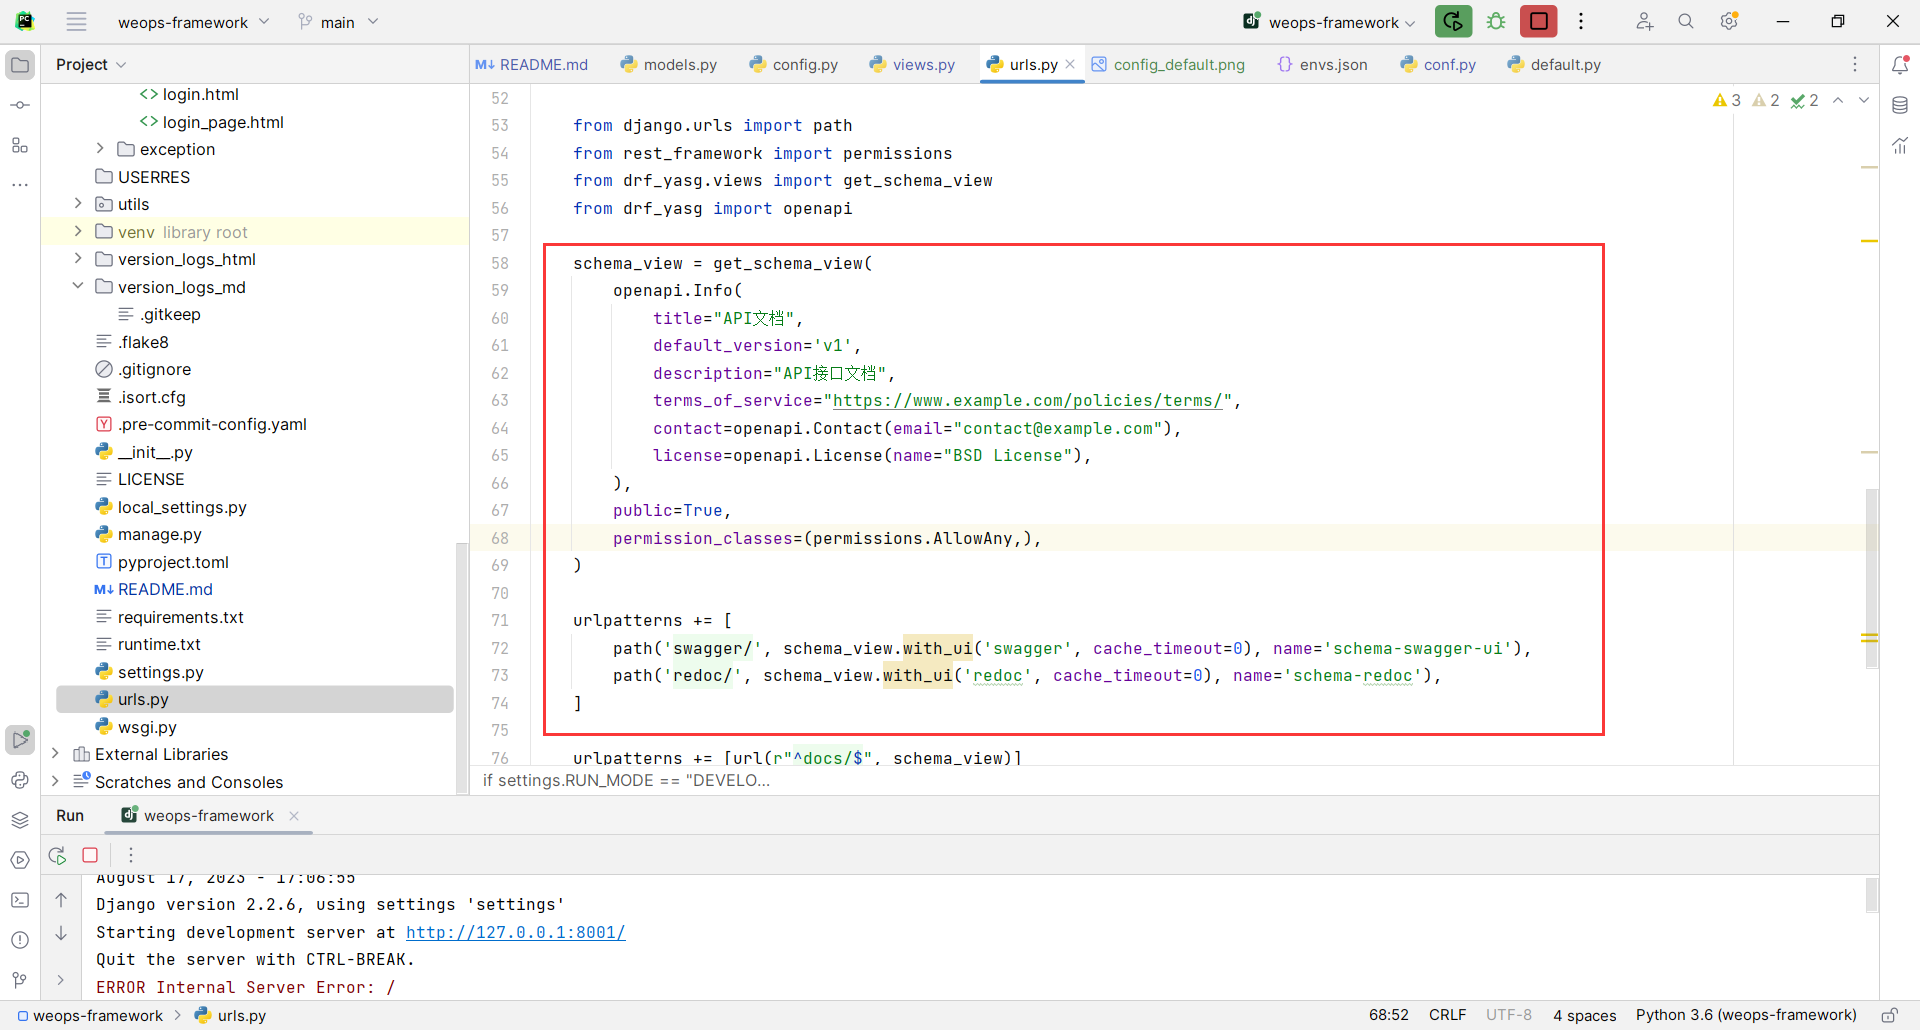 weops-framework
main
weops-framework
Project
login.html
login_page.html
exception
USERRES
utils
venv library root
version_logs_html
version_logs_md
.gitkeep
.flake8
.gitignore
.isort.cfg
.pre-commit-config.yaml
__init__.py
LICENSE
local_settings.py
manage.py
pyproject.toml
README.md
requirements.txt
runtime.txt
settings.py
urls.py
wsgi.py
External Libraries
Scratches and Consoles
README.md models.py config.py views.py urls.py config_default.png envs.json conf.py default.py
3 2 2
52
53 from django.urls import path
54 from rest_framework import permissions
55 from drf_yasg.views import get_schema_view
56 from drf_yasg import openapi
57
58 schema_view = get_schema_view(
59 openapi.Info(
60 title="API文档",
61 default_version='v1',
62 description="API接口文档",
63 terms_of_service="https://www.example.com/policies/terms/",
64 contact=openapi.Contact(email="contact@example.com"),
65 license=openapi.License(name="BSD License"),
66 ),
67 public=True,
68 permission_classes=(permissions.AllowAny,),
69 )
70
71 urlpatterns += [
72 path('swagger/', schema_view.with_ui('swagger', cache_timeout=0), name='schema-swagger-ui'),
73 path('redoc/', schema_view.with_ui('redoc', cache_timeout=0), name='schema-redoc'),
74 ]
75
76 urlpatterns += [url(r"^docs/$", schema_view)]
if settings.RUN_MODE == "DEVELO...
Run weops-framework
August 17, 2023 - 17:06:55
Django version 2.2.6, using settings 'settings'
Starting development server at http://127.0.0.1:8001/
Quit the server with CTRL-BREAK.
ERROR Internal Server Error: /
weops-framework > urls.py
68:52 CRLF UTF-8 4 spaces Python 3.6 (weops-framework)